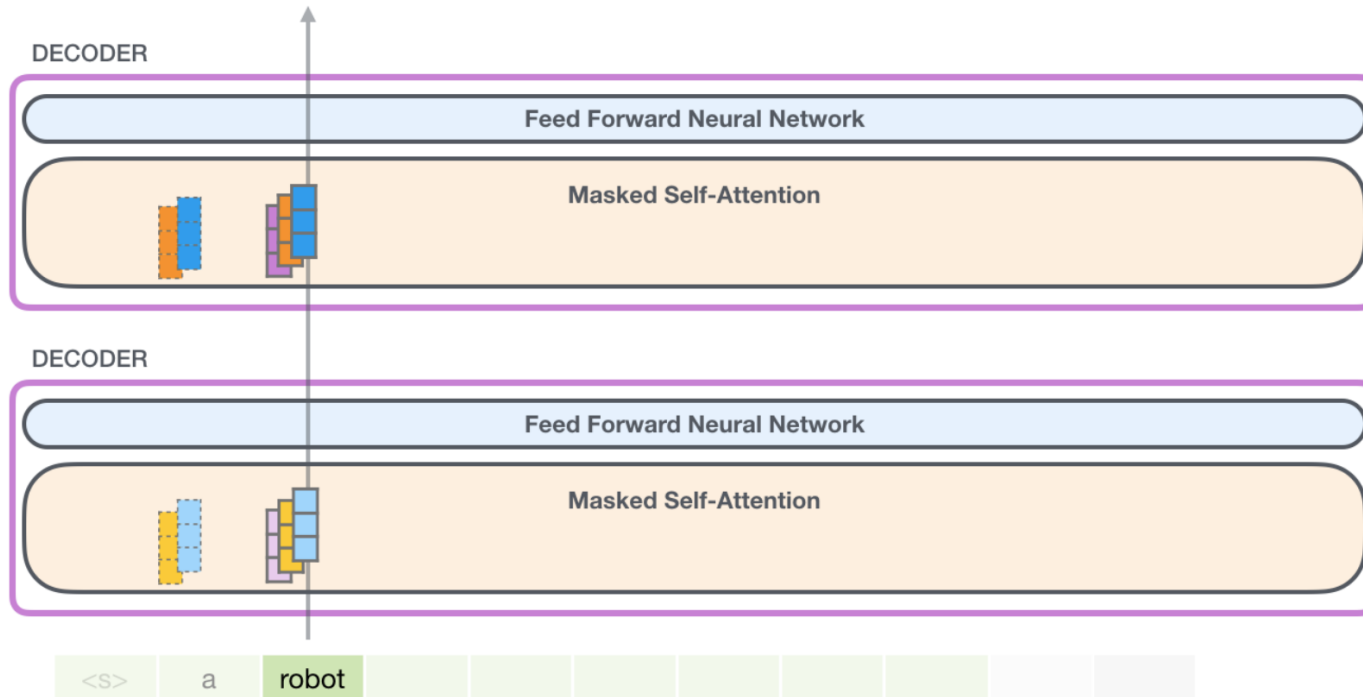 DECODER
Feed Forward Neural Network
Masked Self-Attention
DECODER
Feed Forward Neural Network
Masked Self-Attention
<s> a robot